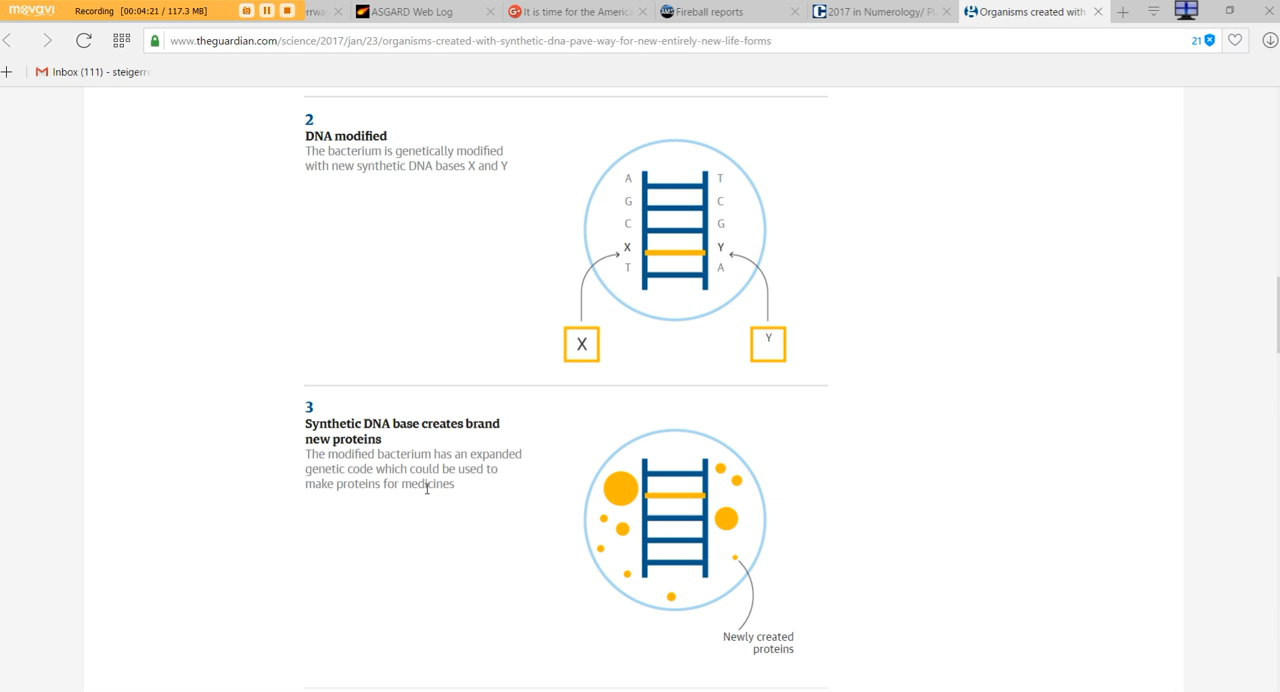 movavi Recording [00:04:21 / 117.3 MB]
ASGARD Web Log
It is time for the America
Fireball reports
2017 in Numerology/ P
Organisms created with
www.theguardian.com/science/2017/jan/23/organisms-created-with-synthetic-dna-pave-way-for-new-entirely-new-life-forms
21
Inbox (111) - steigern
2
DNA modified
The bacterium is genetically modified
with new synthetic DNA bases X and Y
A T
G C
C G
X Y
T A
X Y
3
Synthetic DNA base creates brand
new proteins
The modified bacterium has an expanded
genetic code which could be used to
make proteins for medicines
Newly created
proteins